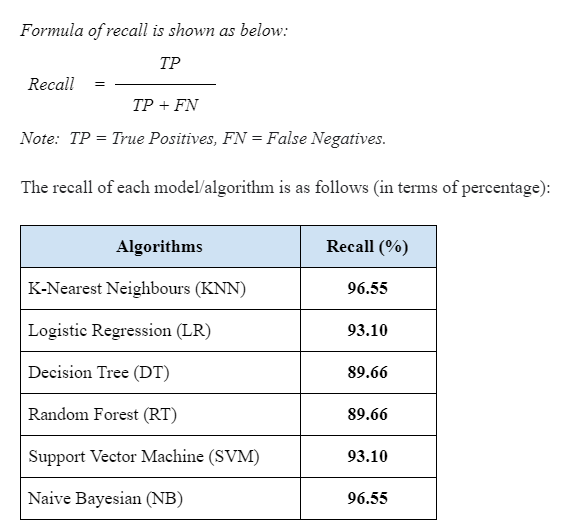 Formula of recall is shown as below:
TP
Recall =
TP + FN
Note: TP = True Positives, FN = False Negatives.
The recall of each model/algorithm is as follows (in terms of percentage):
Algorithms Recall (%)
K-Nearest Neighbours (KNN) 96.55
Logistic Regression (LR) 93.10
Decision Tree (DT) 89.66
Random Forest (RT) 89.66
Support Vector Machine (SVM) 93.10
Naive Bayesian (NB) 96.55